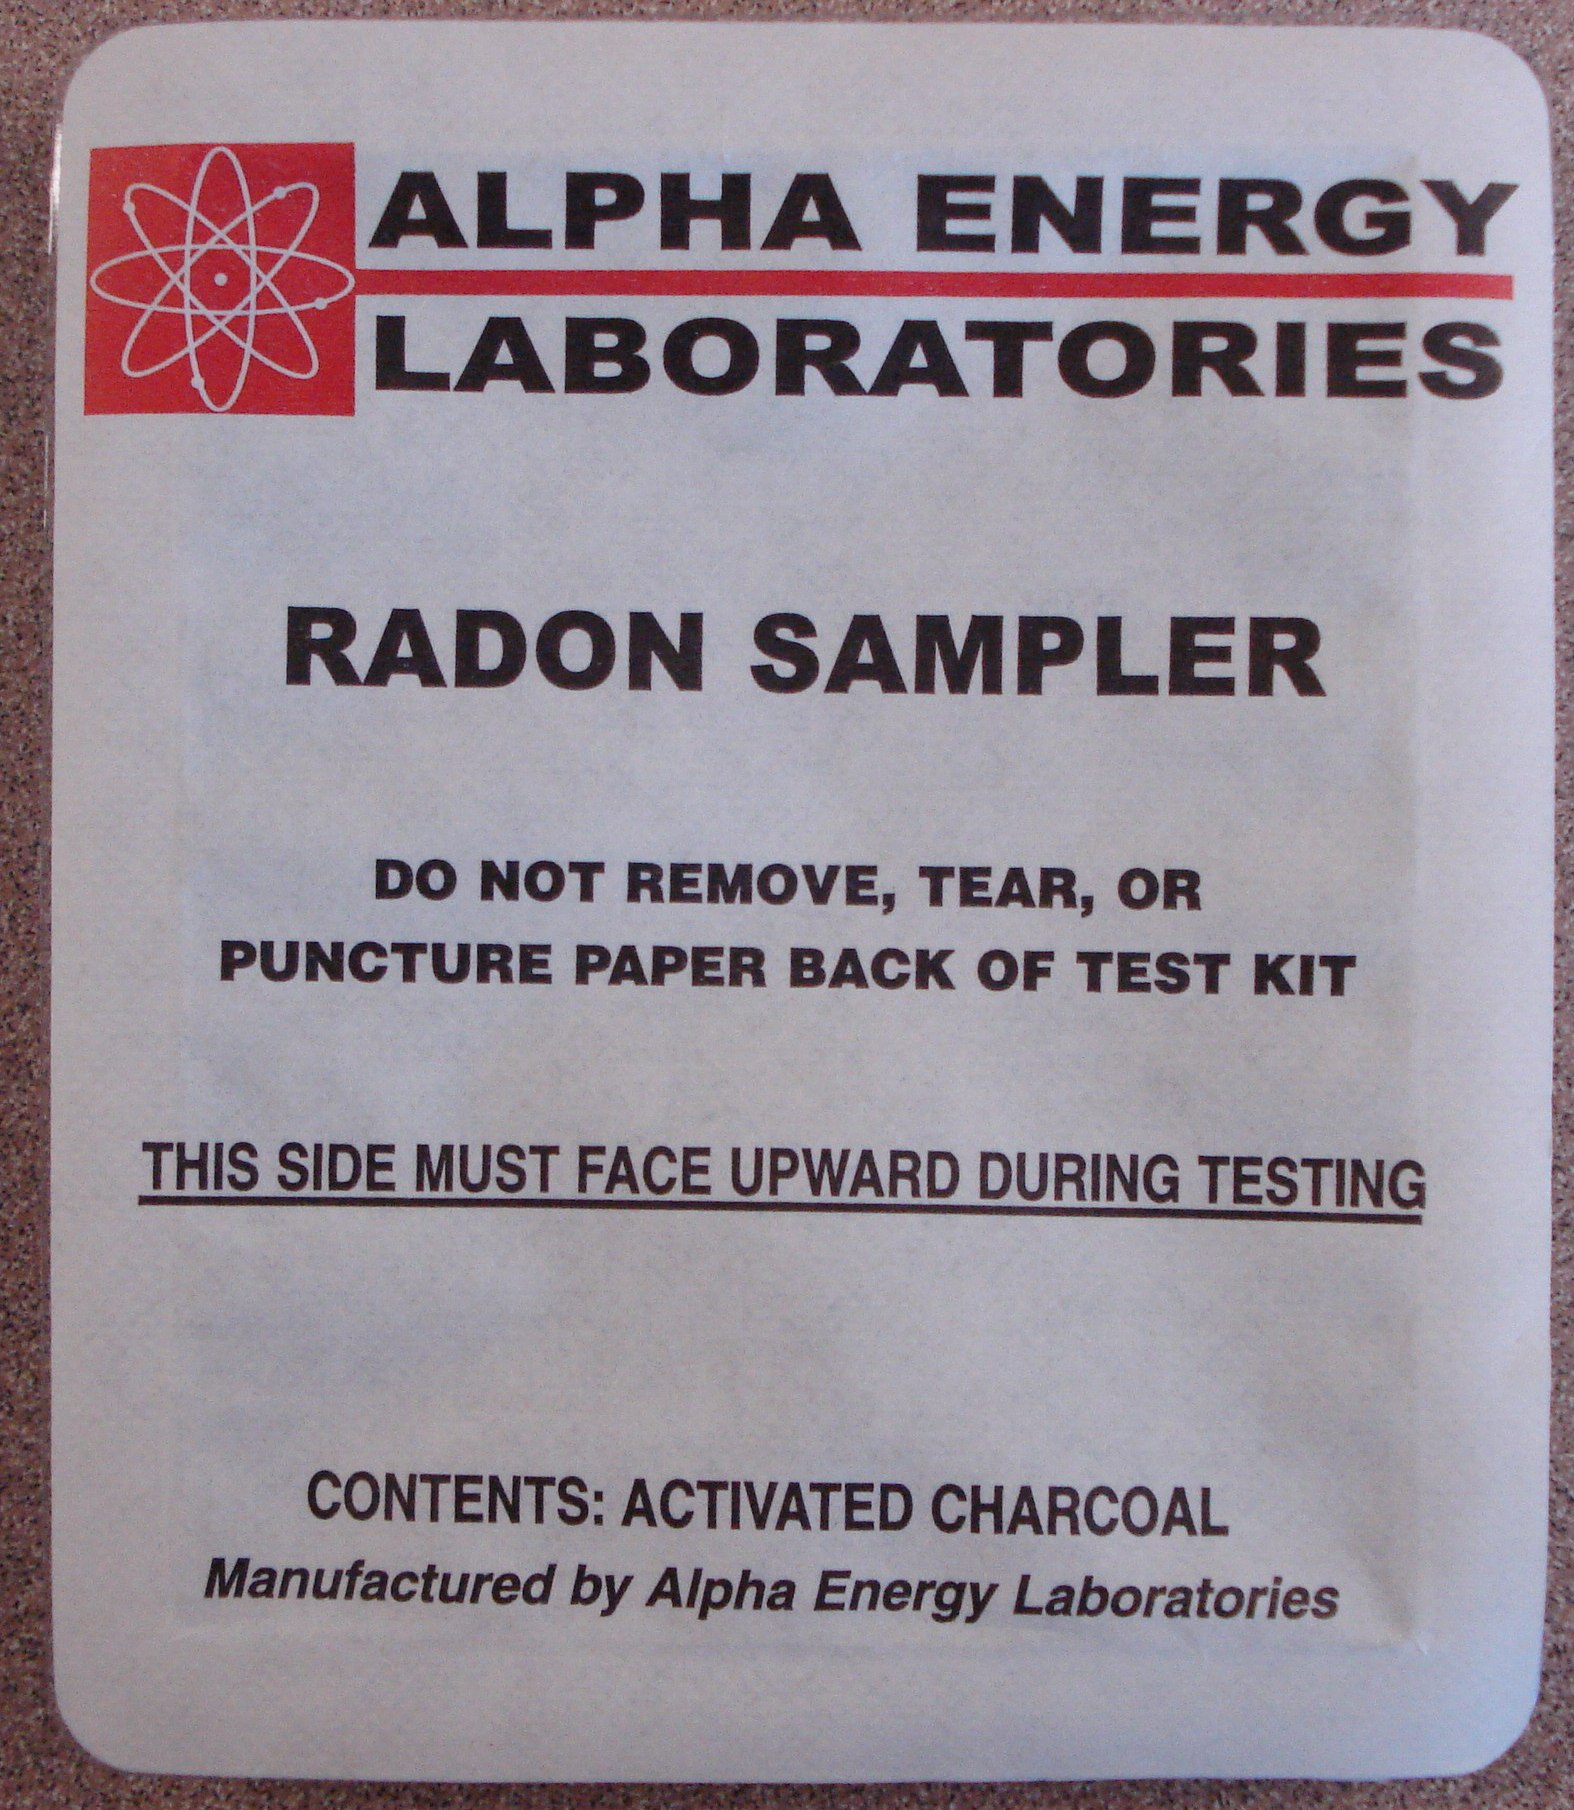 ALPHA ENERGY
LABORATORIES
RADON SAMPLER
DO NOT REMOVE, TEAR, OR
PUNCTURE PAPER BACK OF TEST KIT
THIS SIDE MUST FACE UPWARD DURING TESTING
CONTENTS: ACTIVATED CHARCOAL
Manufactured by Alpha Energy Laboratories